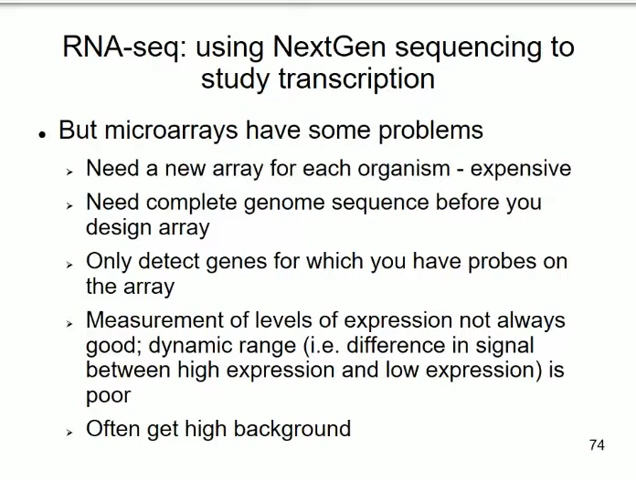 RNA-seq: using NextGen sequencing to
study transcription
• But microarrays have some problems
➢ Need a new array for each organism - expensive
➢ Need complete genome sequence before you
design array
➢ Only detect genes for which you have probes on
the array
➢ Measurement of levels of expression not always
good; dynamic range (i.e. difference in signal
between high expression and low expression) is
poor
➢ Often get high background
74